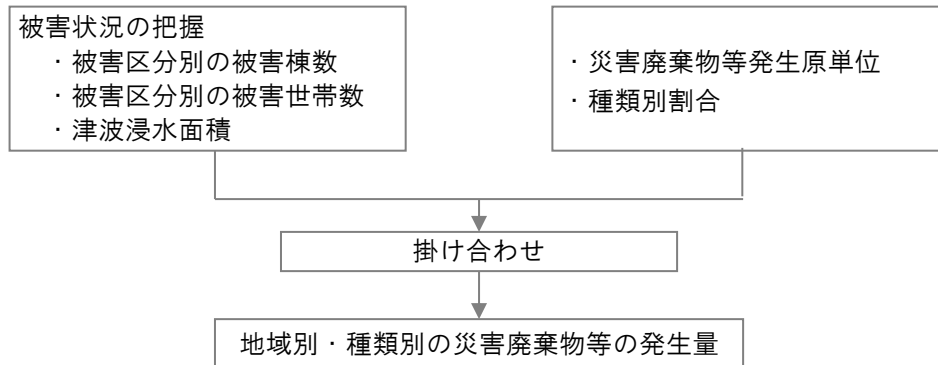 被害状況の把握
・被害区分別の被害棟数
・被害区分別の被害世帯数
・津波浸水面積
・災害廃棄物等発生原単位
・種類別割合
掛け合わせ
地域別・種類別の災害廃棄物等の発生量